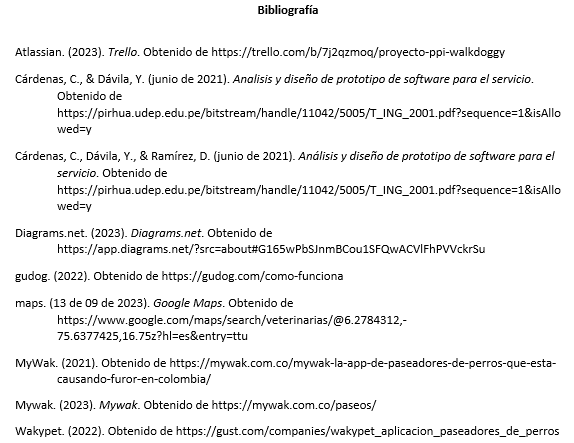 Bibliografía
Atlassian. (2023). Trello. Obtenido de https://trello.com/b/7j2qzmoq/proyecto-ppi-walkdoggy
Cárdenas, C., & Dávila, Y. (junio de 2021). Analisis y diseño de prototipo de software para el servicio.
Obtenido de
https://pirhua.udep.edu.pe/bitstream/handle/11042/5005/T_ING_2001.pdf?sequence=1&isAllo
wed=y
Cárdenas, C., Dávila, Y., & Ramírez, D. (junio de 2021). Análisis y diseño de prototipo de software para el
servicio. Obtenido de
https://pirhua.udep.edu.pe/bitstream/handle/11042/5005/T_ING_2001.pdf?sequence=1&isAllo
wed=y
Diagrams.net. (2023). Diagrams.net. Obtenido de
https://app.diagrams.net/?src=about#G165wPbSJnmBCou1SFQwACVlFhPVVckrSu
gudog. (2022). Obtenido de https://gudog.com/como-funciona
maps. (13 de 09 de 2023). Google Maps. Obtenido de
https://www.google.com/maps/search/veterinarias/@6.2784312,-
75.6377425,16.75z?hl=es&entry=ttu
MyWak. (2021). Obtenido de https://mywak.com.co/mywak-la-app-de-paseadores-de-perros-que-esta-
causando-furor-en-colombia/
Mywak. (2023). Mywak. Obtenido de https://mywak.com.co/paseos/
Wakypet. (2022). Obtenido de https://gust.com/companies/wakypet_aplicacion_paseadores_de_perros